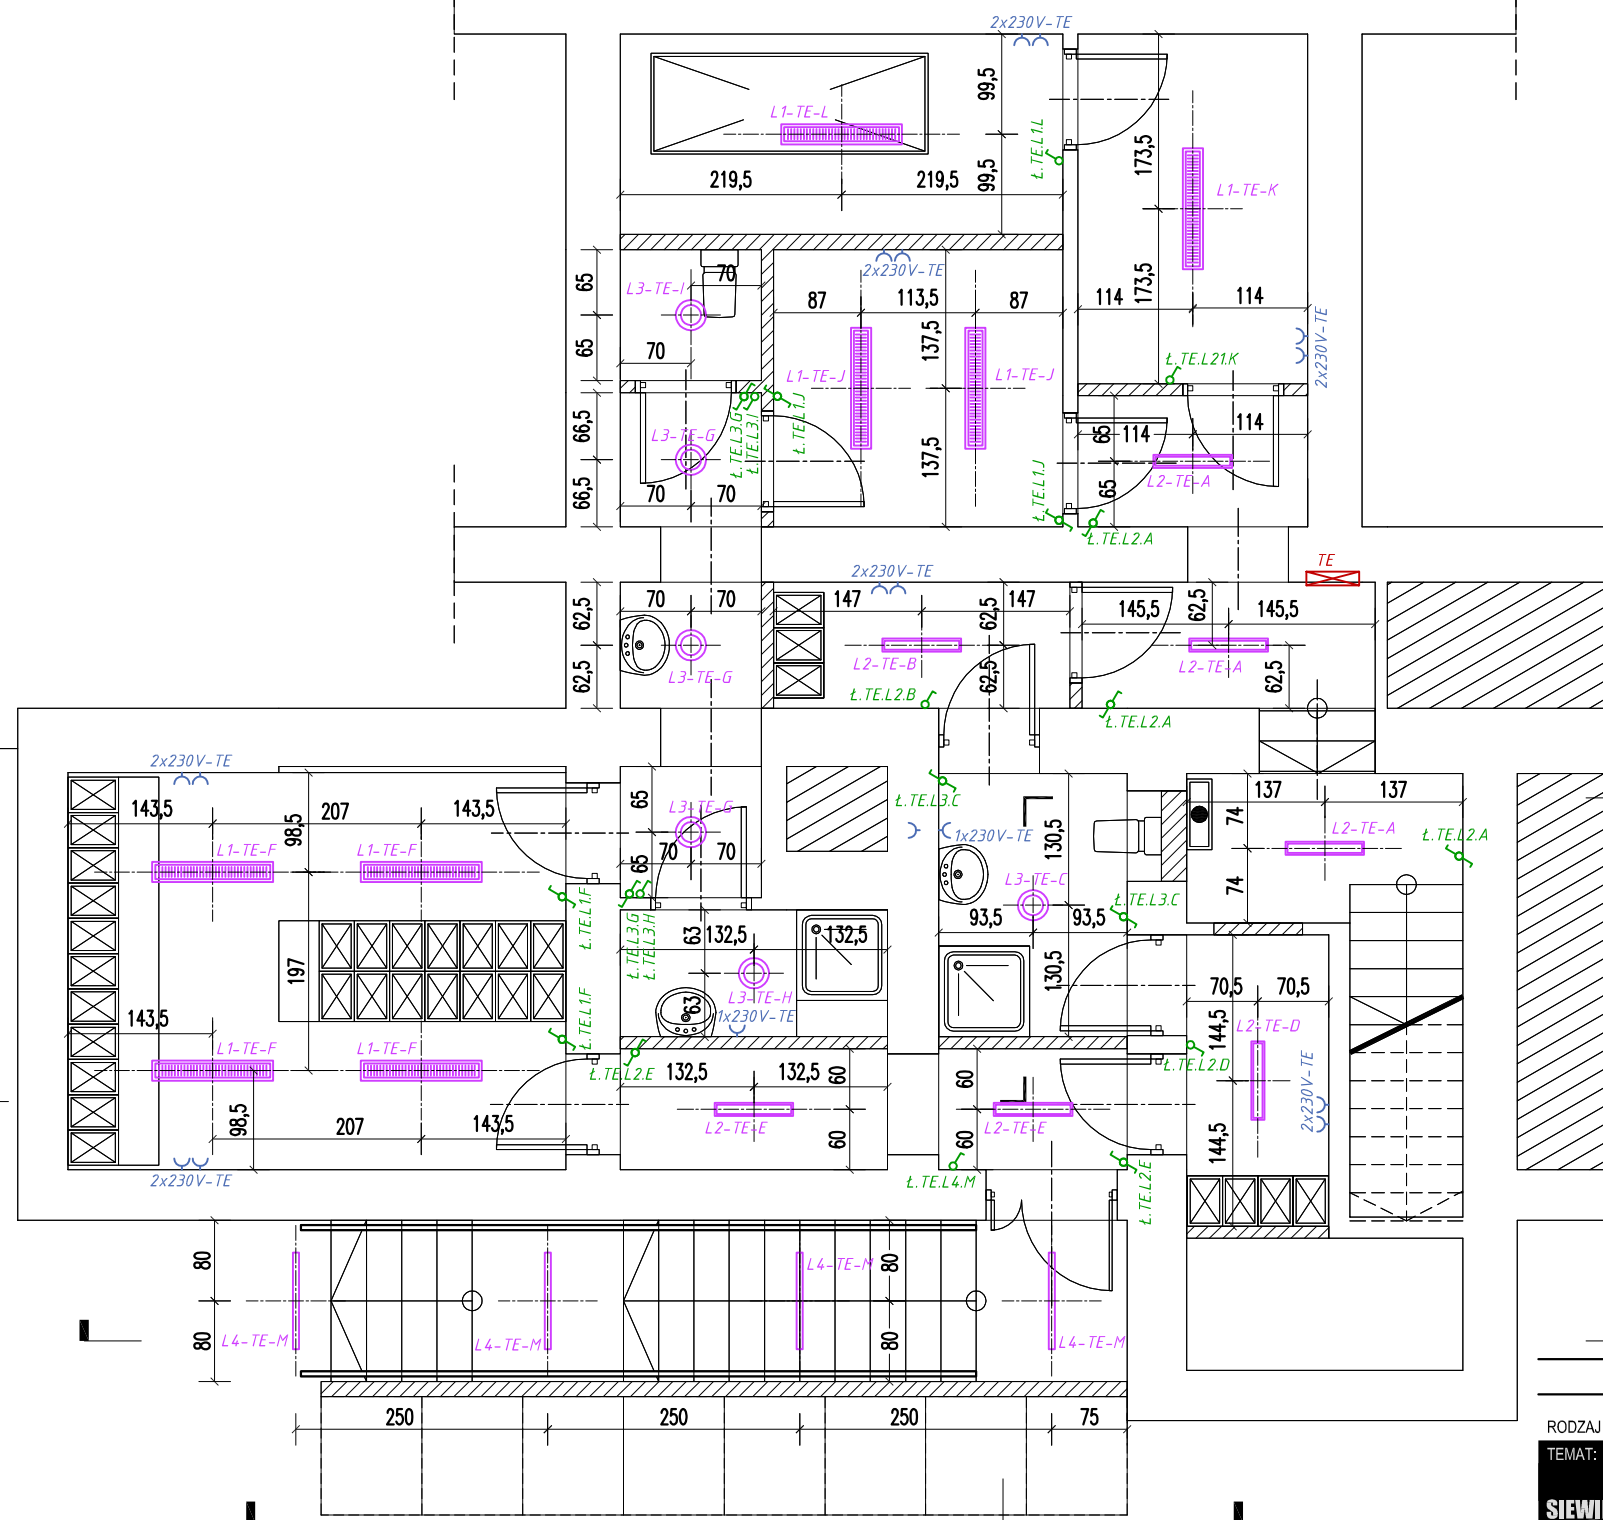 2x230V-TE
L1-TE-L
99,5
Ł.TE.L1.L
173,5
L1-TE-K
219,5
219,5
99,5
2x230V-TE
70
65
L3-TE-I
87
113,5
87
173,5
114
114
137,5
2x230V-TE
65
70
L1-TE-J
L1-TE-J
Ł.TE.L21.K
66,5
L3-TE-G
Ł.TE.L3.G
Ł.TE.L3.I
Ł.TE.L1.J
137,5
65
114
114
L2-TE-A
66,5
70
70
Ł.TE.L1.J
65
Ł.TE.L2.A
TE
2x230V-TE
62,5
70
70
147
62,5
147
145,5
62,5
145,5
L3-TE-G
62,5
L2-TE-B
62,5
L2-TE-A
62,5
Ł.TE.L2.B
Ł.TE.L2.A
2x230V-TE
143,5
207
143,5
98,5
65
L3-TE-G
Ł.TE.L3.C
1x230V-TE
130,5
74
137
137
L2-TE-A
Ł.TE.L2.A
L1-TE-F
L1-TE-F
65
70
70
L3-TE-C
74
Ł.TE.L1.F
Ł.TE.L3.G
Ł.TE.L3.H
63
132,5
132,5
93,5
93,5
Ł.TE.L3.C
197
L3-TE-H
63
1x230V-TE
130,5
70,5
70,5
143,5
Ł.TE.L1.F
144,5
L2-TE-D
L1-TE-F
L1-TE-F
Ł.TE.L2.E
132,5
132,5
60
60
Ł.TE.L2.D
2x230V-TE
98,5
207
143,5
L2-TE-E
60
L2-TE-E
60
144,5
2x230V-TE
Ł.TE.L4.M
Ł.TE.L2.E
80
L4-TE-M
80
80
L4-TE-M
L4-TE-M
80
L4-TE-M
250
250
250
75
RODZAJ
TEMAT: